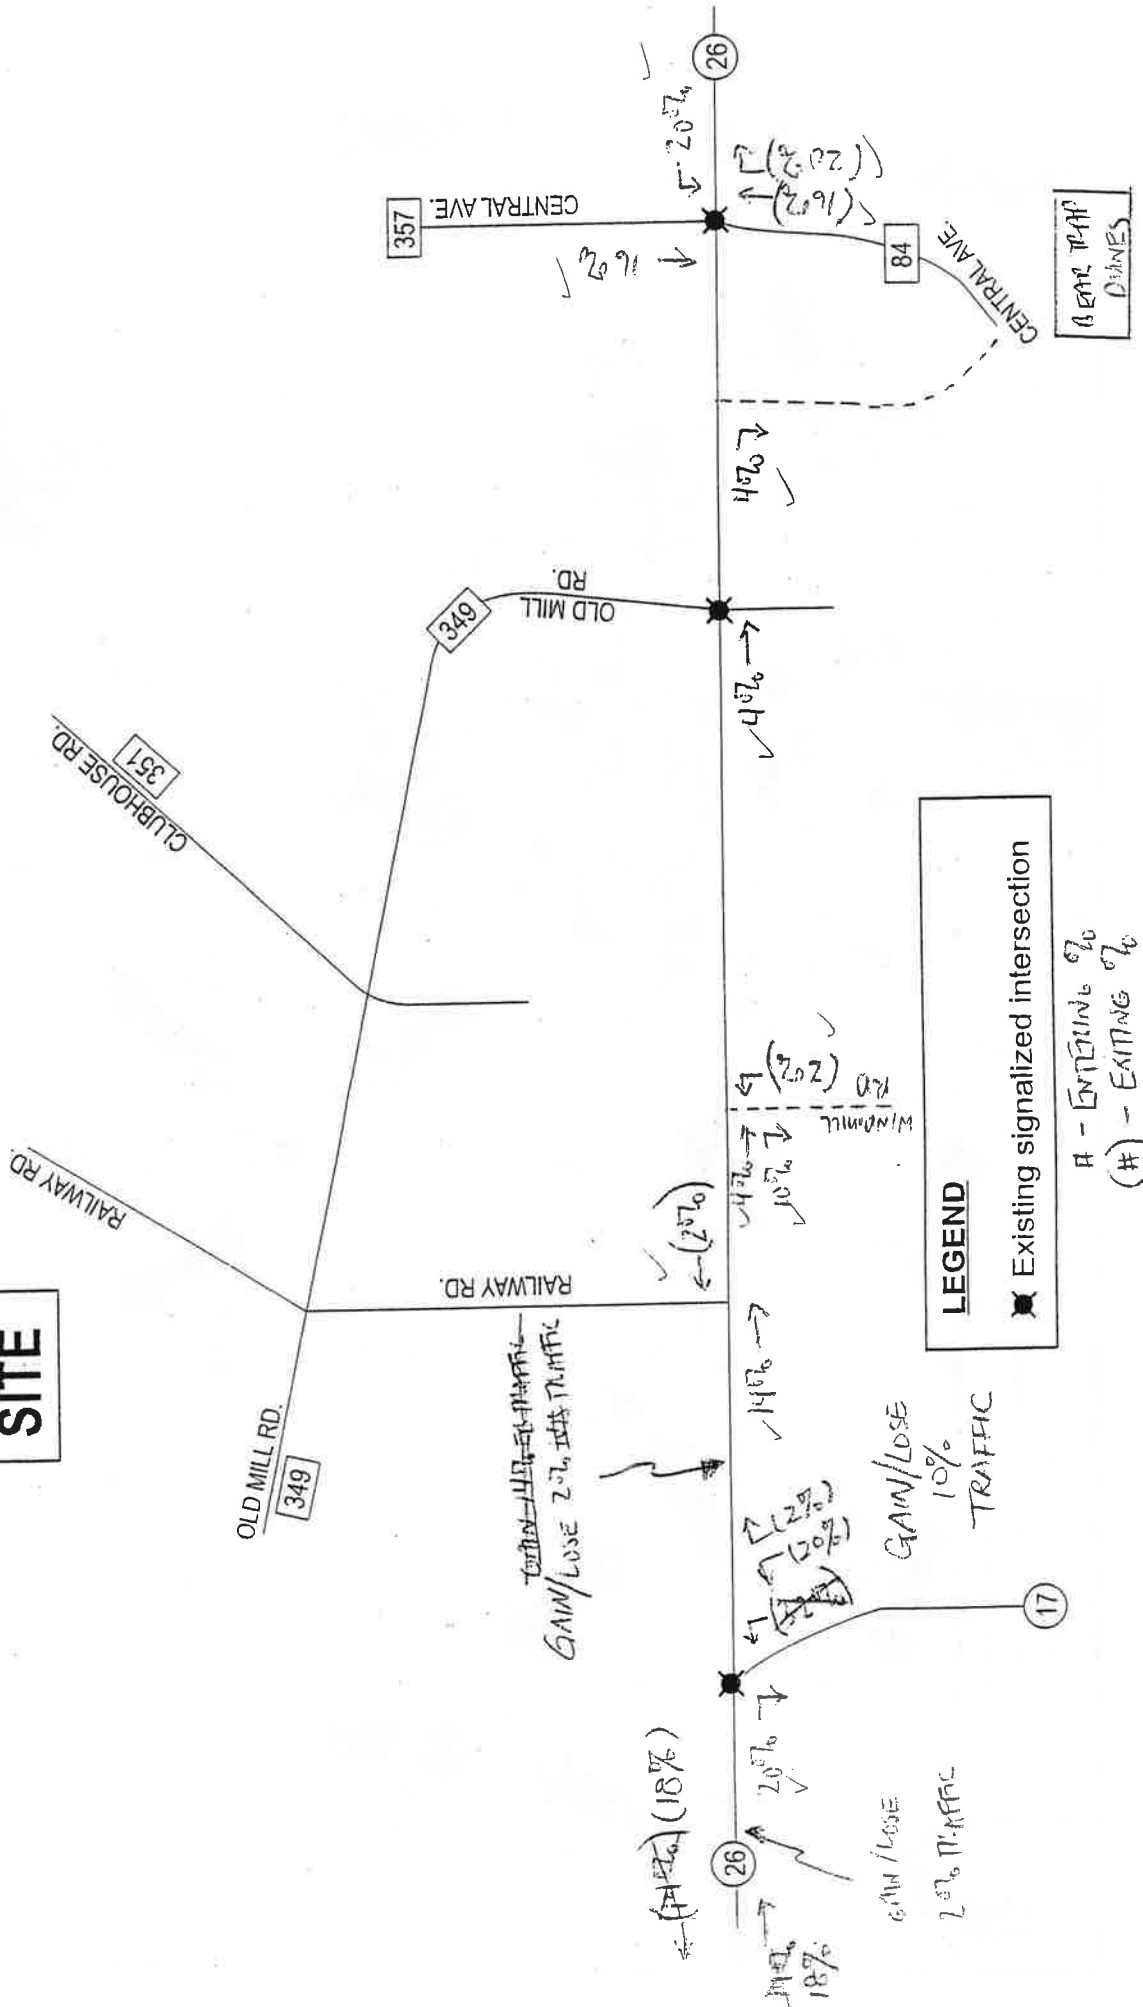 SITE
RAILWAY RD.
CLUBHOUSE RD.
351
OLD MILL RD.
349
349
OLD MILL
RD.
357
CENTRAL AVE.
RAILWAY RD.
GAIN/LOSE 2% TRAFFIC
(18%)
26
18%
20%
GAIN/LOSE
2% TRAFFIC
(2%)
(20%)
17
GAIN/LOSE
10%
TRAFFIC
14%
(2%)
4%
10%
WINDMILL
RD
(2%)
4%
4%
16%
20%
26
(16%)
(20%)
84
CENTRAL AVE.
BEAR TRAP
DUNES
LEGEND
Existing signalized intersection
# - ENTERING %
(#) - EXITING %